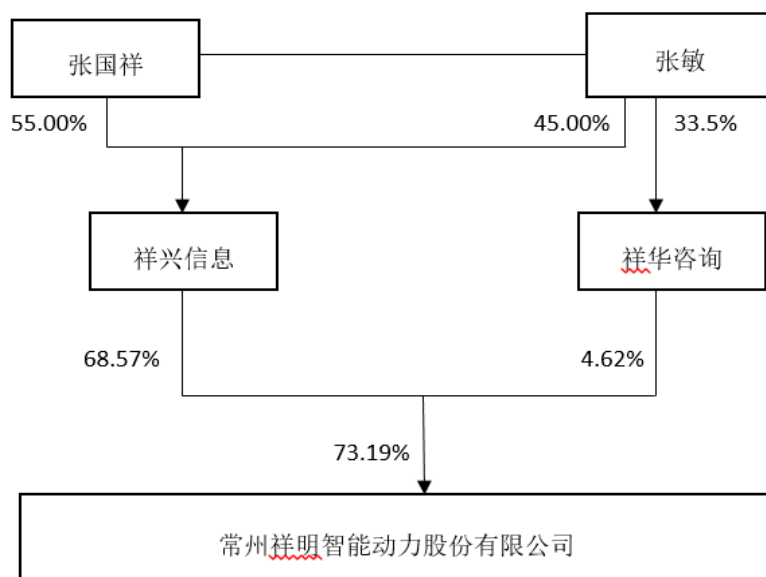 张国祥
张敏
55.00%
45.00%
33.5%
祥兴信息
祥华咨询
68.57%
4.62%
73.19%
常州祥明智能动力股份有限公司